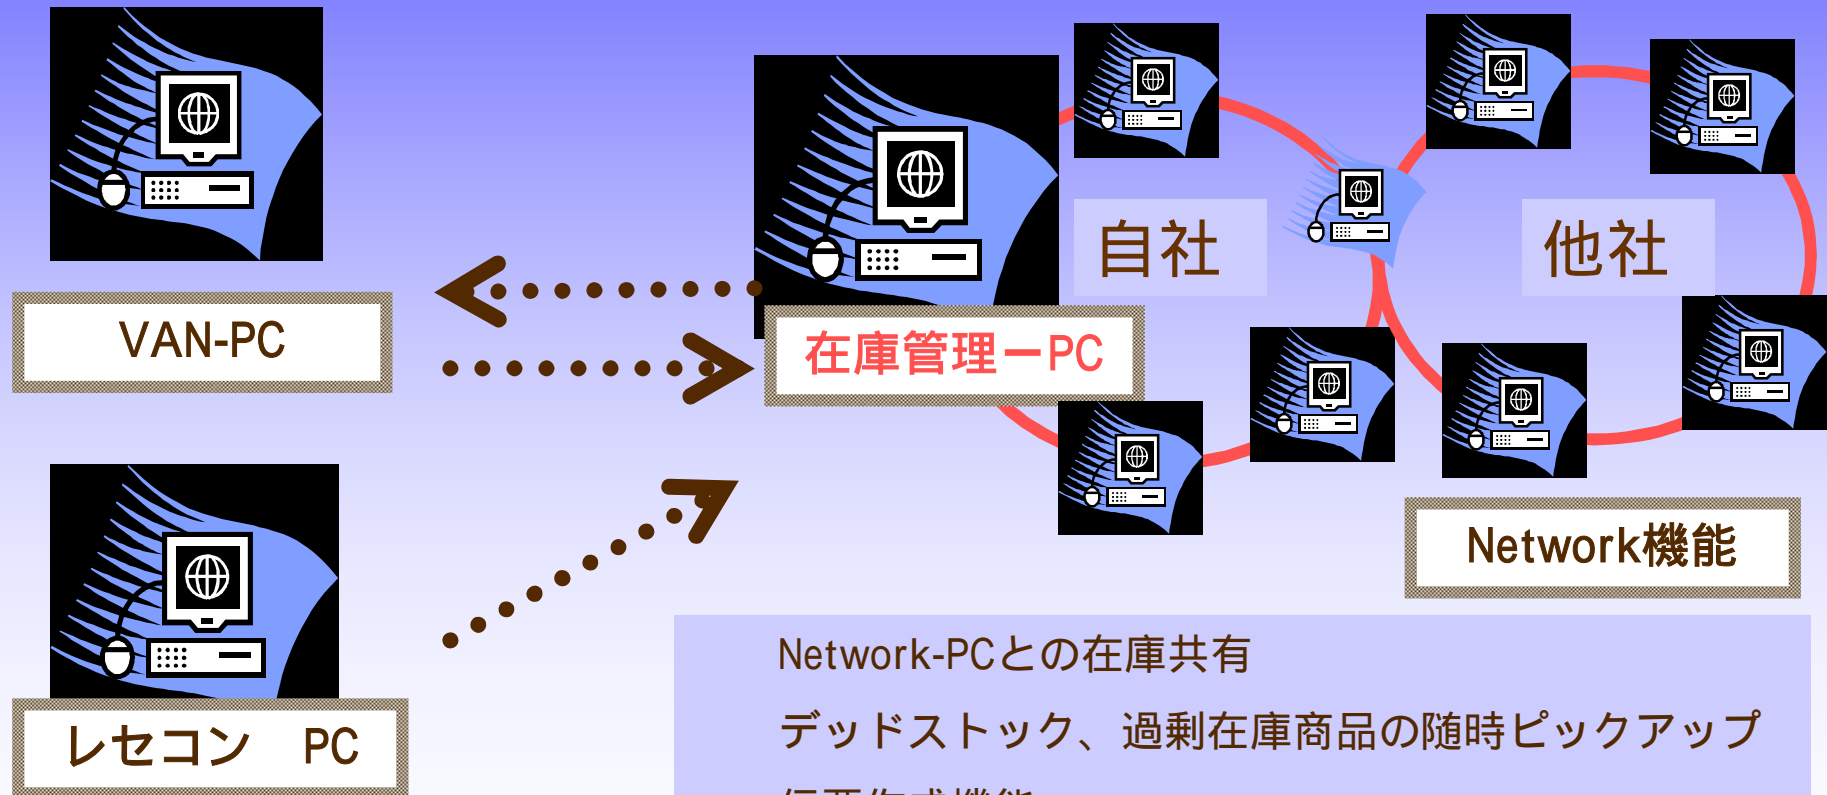 自社
他社
VAN-PC
在庫管理ーPC
Network機能
レセコン　PC
Network-PCとの在庫共有
デッドストック、過剰在庫商品の随時ピックアップ